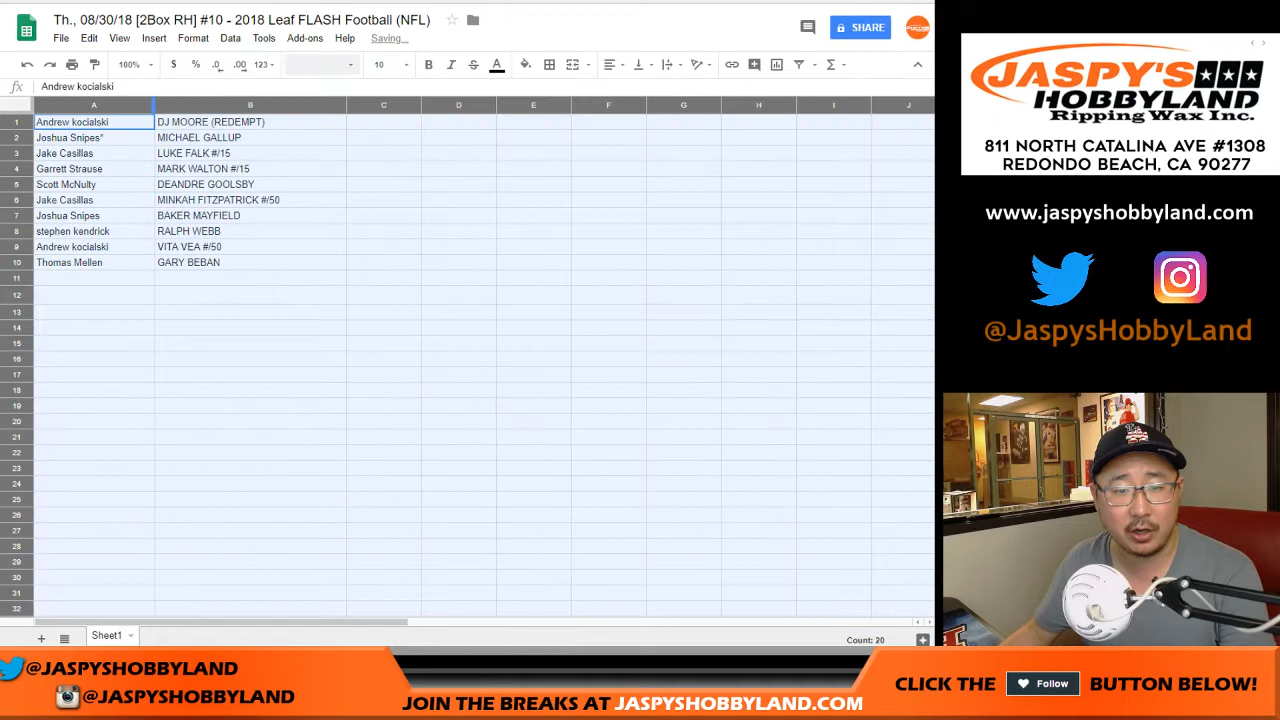 Th., 08/30/18 [2Box RH] #10 - 2018 Leaf FLASH Football (NFL)
File Edit View Insert Format Data Tools Add-ons Help Saving...
SHARE
100% $ % .0 .00 123 10 B I S A
fx Andrew kocialski
A B C D E F G H I J
1 Andrew kocialski DJ MOORE (REDEMPT)
2 Joshua Snipes* MICHAEL GALLUP
3 Jake Casillas LUKE FALK #/15
4 Garrett Strause MARK WALTON #/15
5 Scott McNulty DEANDRE GOOLSBY
6 Jake Casillas MINKAH FITZPATRICK #/50
7 Joshua Snipes BAKER MAYFIELD
8 stephen kendrick RALPH WEBB
9 Andrew kocialski VITA VEA #/50
10 Thomas Mellen GARY BEBAN
11
12
13
14
15
16
17
18
19
20
21
22
23
24
25
26
27
28
29
30
31
32
Sheet1
Count: 20
JASPY'S
HOBBYLAND
Ripping Wax Inc.
811 NORTH CATALINA AVE #1308
REDONDO BEACH, CA 90277
www.jaspyshobbyland.com
@JaspysHobbyLand
@JASPYSHOBBYLAND
@JASPYSHOBBYLAND
JOIN THE BREAKS AT JASPYSHOBBYLAND.COM
CLICK THE Follow BUTTON BELOW!